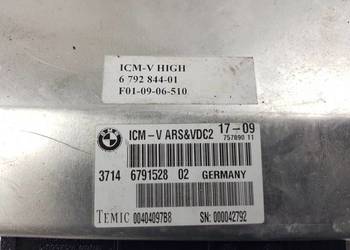 ICM-V HIGH
6 792 844-01
F01-09-06-510
BMW
ICM-V ARS&VDC2 17-09
757890 11
3714 6791528 02 GERMANY
TEMIC 00404097B8 SN: 000042792